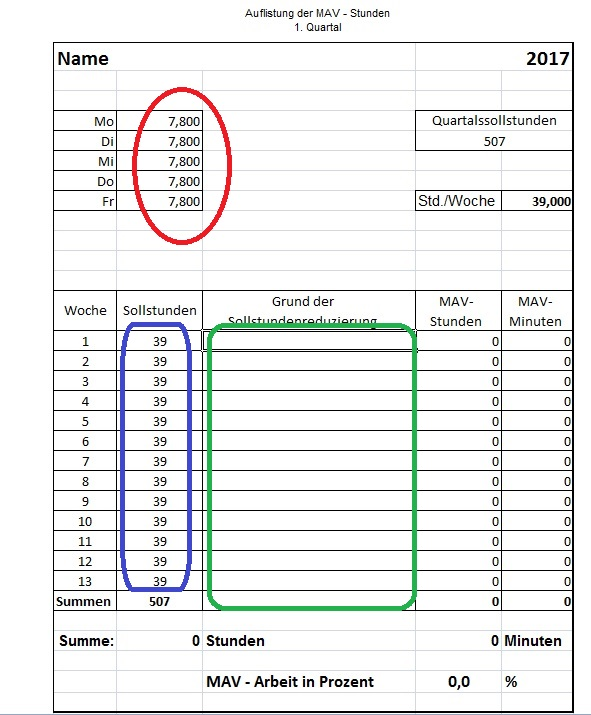 Auflistung der MAV - Stunden
1. Quartal
Name 2017
Mo 7,800 Quartalssollstunden
Di 7,800 507
Mi 7,800
Do 7,800
Fr 7,800 Std./Woche 39,000
Woche Sollstunden Grund der Sollstundenreduzierung MAV-Stunden MAV-Minuten
1 39 0 0
2 39 0 0
3 39 0 0
4 39 0 0
5 39 0 0
6 39 0 0
7 39 0 0
8 39 0 0
9 39 0 0
10 39 0 0
11 39 0 0
12 39 0 0
13 39 0 0
Summen 507 0 0
Summe: 0 Stunden 0 Minuten
MAV - Arbeit in Prozent 0,0 %